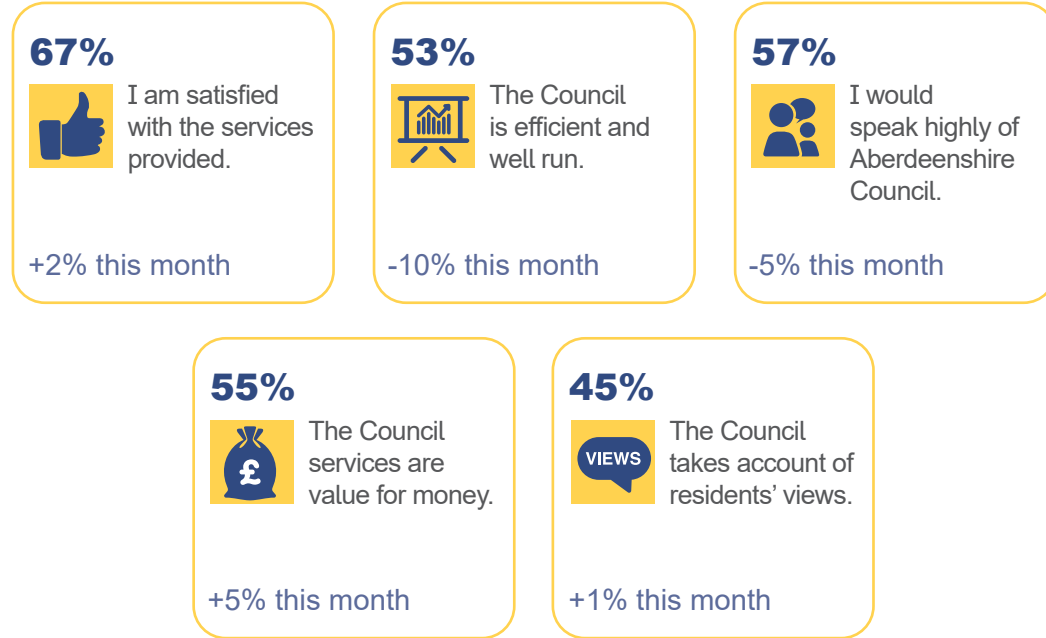 67%
I am satisfied
with the services
provided.
+2% this month
53%
The Council
is efficient and
well run.
-10% this month
57%
I would
speak highly of
Aberdeenshire
Council.
-5% this month
55%
£
The Council
services are
value for money.
+5% this month
45%
VIEWS
The Council
takes account of
residents’ views.
+1% this month